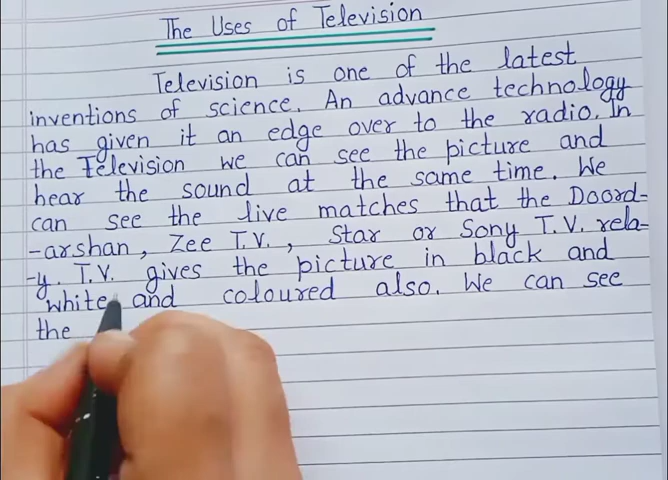 The Uses of Television
Television is one of the latest
inventions of science. An advance technology
has given it an edge over to the radio. In
the Television we can see the picture and
hear the sound at the same time. We
can see the live matches that the Doord=
-arshan, Zee T.V., Star or Sony T.V. rela=
-y. T.V. gives the picture in black and
white and coloured also. We can see
the